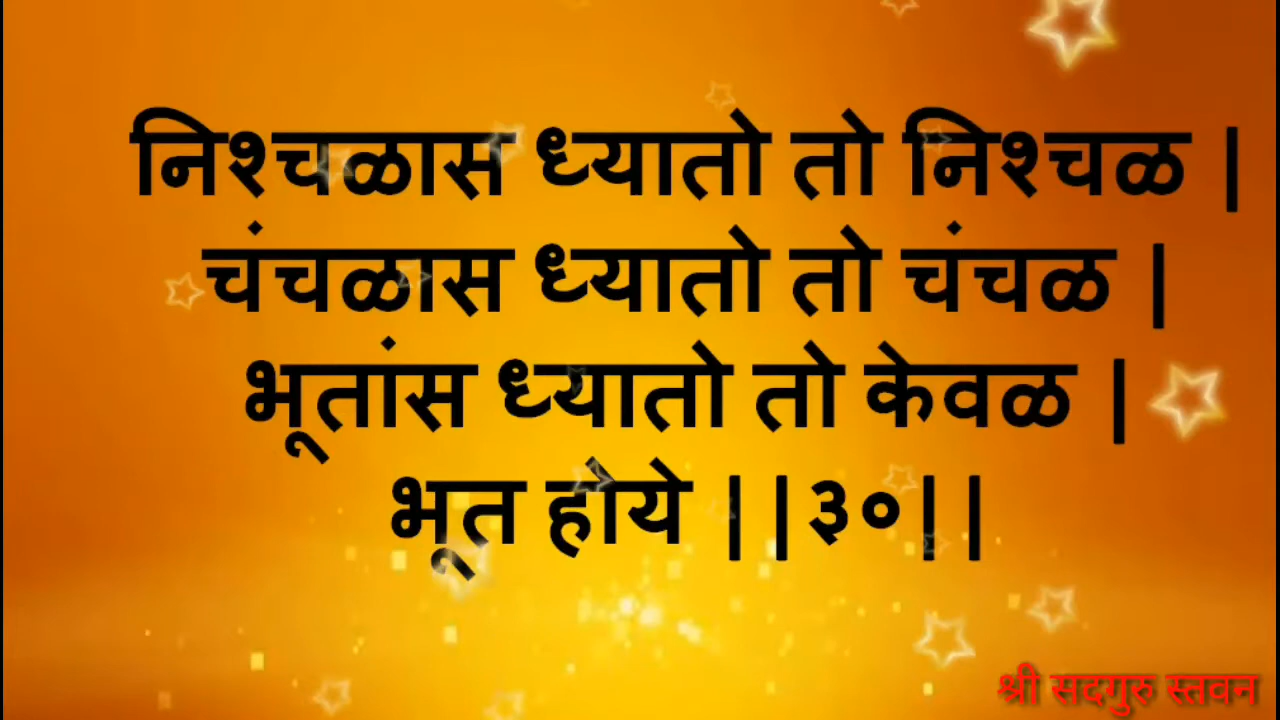 निश्चळास ध्यातो तो निश्चळ |
चंचळास ध्यातो तो चंचळ |
भूतांस ध्यातो तो केवळ |
भूत होये ||३०||
श्री सदगुरु स्तवन